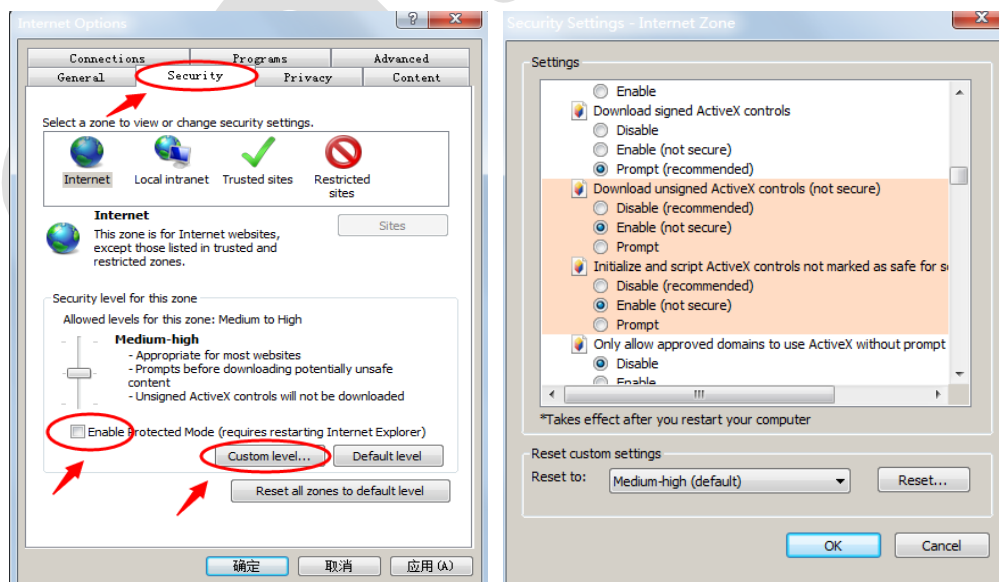 Internet Options
Connections Programs Advanced
General Security Privacy Content
Select a zone to view or change security settings.
Internet Local intranet Trusted sites Restricted
sites
Internet
This zone is for Internet websites,
except those listed in trusted and
restricted zones.
Sites
Security level for this zone
Allowed levels for this zone: Medium to High
Medium-high
- Appropriate for most websites
- Prompts before downloading potentially unsafe
content
- Unsigned ActiveX controls will not be downloaded
Enable Protected Mode (requires restarting Internet Explorer)
Custom level... Default level
Reset all zones to default level
确定 取消 应用(A)
Security Settings - Internet Zone
Settings
Enable
Download signed ActiveX controls
Disable
Enable (not secure)
Prompt (recommended)
Download unsigned ActiveX controls (not secure)
Disable (recommended)
Enable (not secure)
Prompt
Initialize and script ActiveX controls not marked as safe for s
Disable (recommended)
Enable (not secure)
Prompt
Only allow approved domains to use ActiveX without prompt
Disable
Enable
*Takes effect after you restart your computer
Reset custom settings
Reset to: Medium-high (default) Reset...
OK Cancel